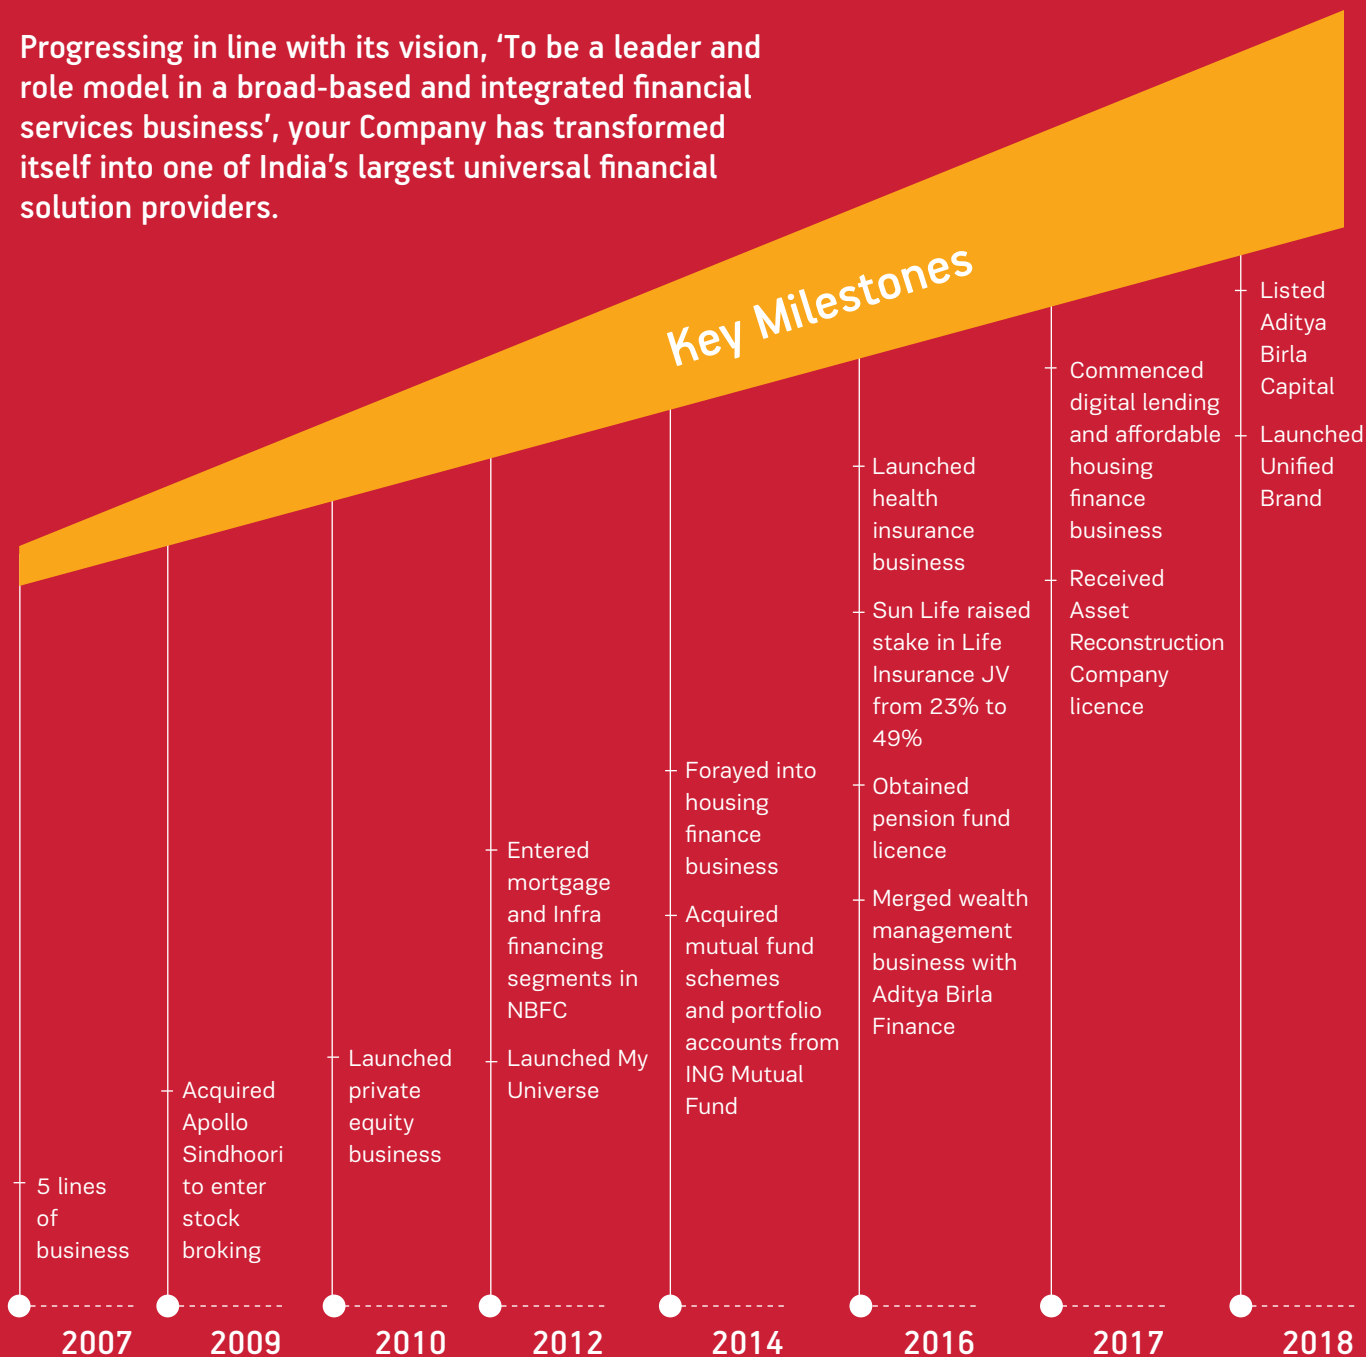 Progressing in line with its vision, ‘To be a leader and
role model in a broad-based and integrated financial
services business’, your Company has transformed
itself into one of India’s largest universal financial
solution providers.
Key Milestones
5 lines
of
business
2007
Acquired
Apollo
Sindhoori
to enter
stock
broking
2009
Launched
private
equity
business
2010
Entered
mortgage
and Infra
financing
segments in
NBFC
Launched My
Universe
2012
Forayed into
housing
finance
business
Acquired
mutual fund
schemes
and portfolio
accounts from
ING Mutual
Fund
2014
Launched
health
insurance
business
Sun Life raised
stake in Life
Insurance JV
from 23% to
49%
Obtained
pension fund
licence
Merged wealth
management
business with
Aditya Birla
Finance
2016
Commenced
digital lending
and affordable
housing
finance
business
Received
Asset
Reconstruction
Company
licence
2017
Listed
Aditya
Birla
Capital
Launched
Unified
Brand
2018